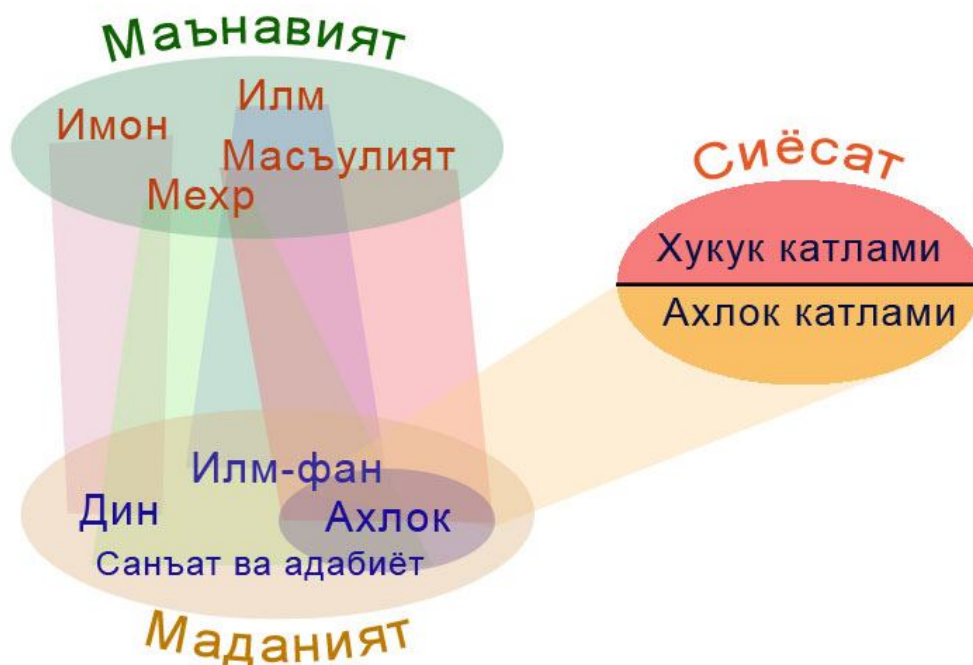 Маънавият
Илм
Имон
Масъулият
Мехр
Сиёсат
Хукук катлами
Ахлок катлами
Илм-фан
Дин
Ахлок
Санъат ва адабиёт
Маданият